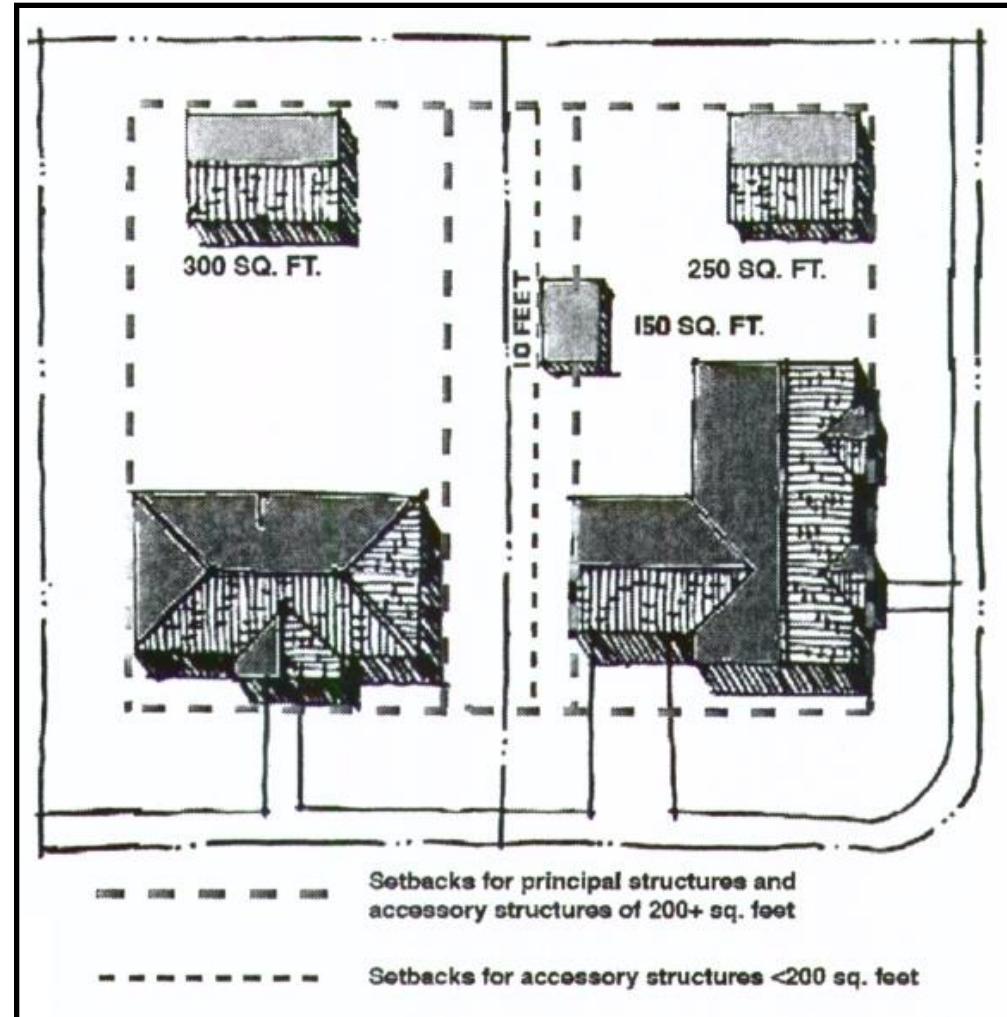 300 SQ. FT.
250 SQ. FT.
10 FEET
150 SQ. FT.
Setbacks for principal structures and
accessory structures of 200+ sq. feet
Setbacks for accessory structures <200 sq. feet